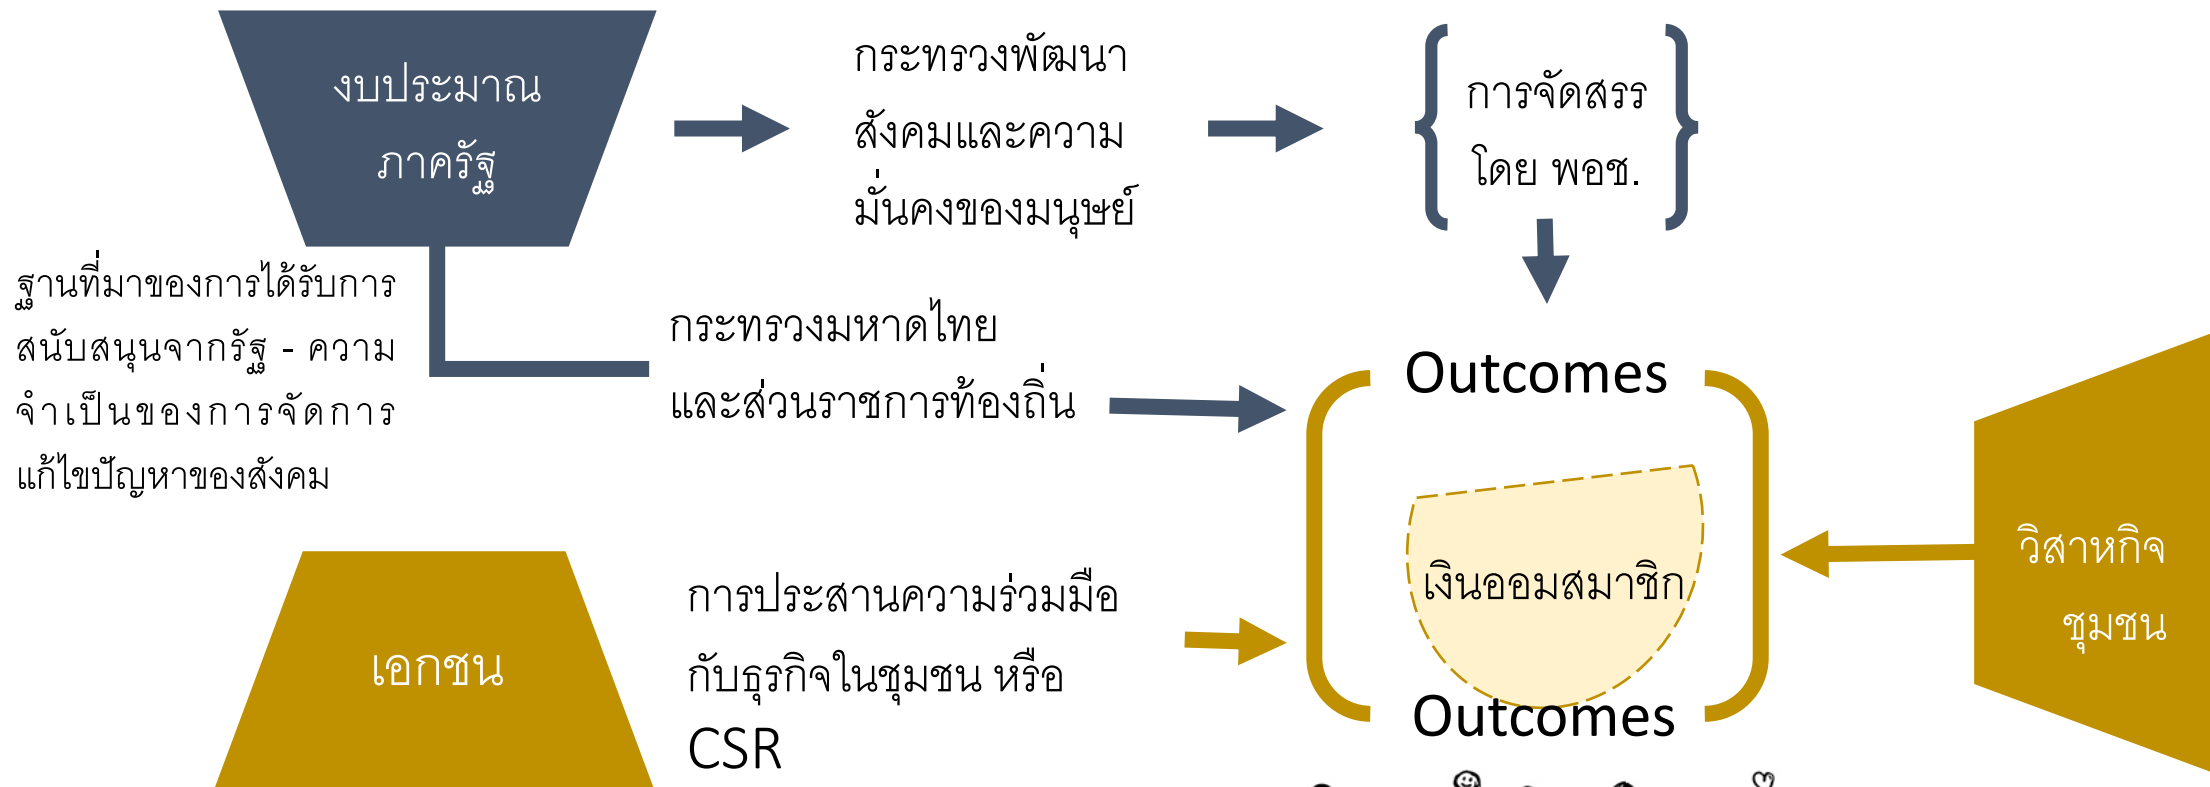 งบประมาณ
ภาครัฐ
กระทรวงพัฒนา
สังคมและความ
มั่นคงของมนุษย์
การจัดสรร
โดย พอช.
ฐานที่มาของการได้รับการ
สนับสนุนจากรัฐ - ความ
จำเป็นของการจัดการ
แก้ไขปัญหาของสังคม
กระทรวงมหาดไทย
และส่วนราชการท้องถิ่น
Outcomes
เงินออมสมาชิก
Outcomes
วิสาหกิจ
ชุมชน
เอกชน
การประสานความร่วมมือ
กับธุรกิจในชุมชน หรือ
CSR